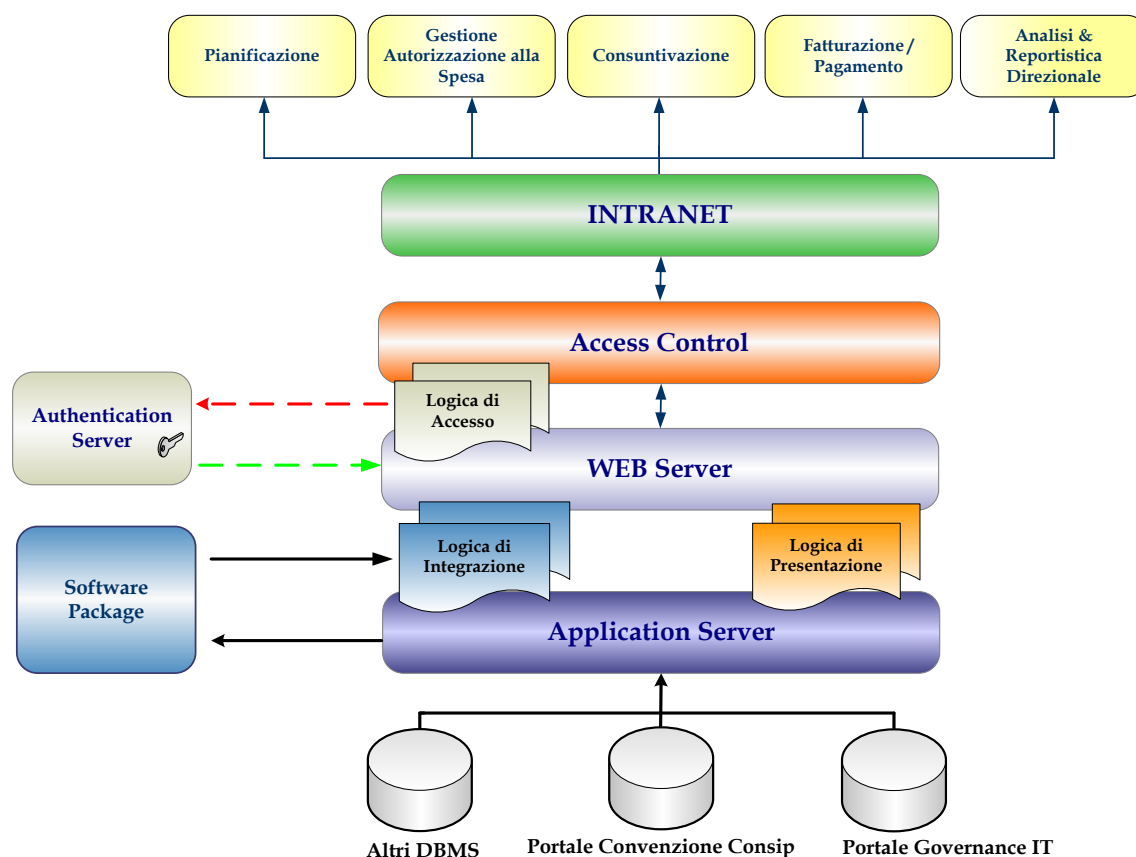 Pianificazione
Gestione
Autorizzazione alla
Spesa
Consuntivazione
Fatturazione /
Pagamento
Analisi &
Reportistica
Direzionale
INTRANET
Access Control
Logica di
Accesso
Authentication
Server
WEB Server
Logica di
Integrazione
Logica di
Presentazione
Software
Package
Application Server
Altri DBMS
Portale Convenzione Consip
Portale Governance IT